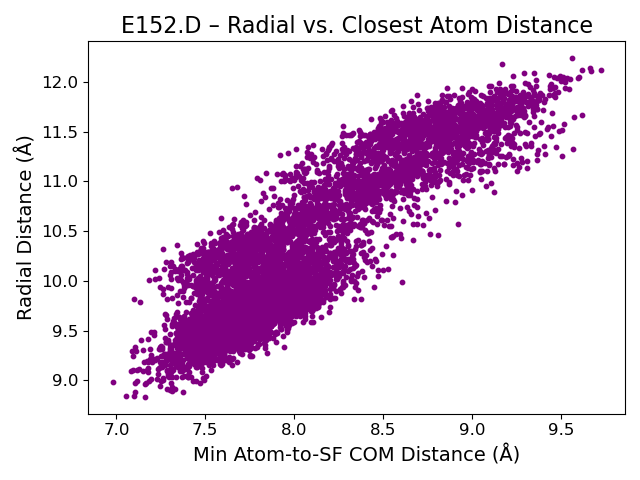 E152.D – Radial vs. Closest Atom Distance
12.0
11.5
11.0
10.5
10.0
9.5
9.0
Radial Distance (Å)
7.0 7.5 8.0 8.5 9.0 9.5
Min Atom-to-SF COM Distance (Å)